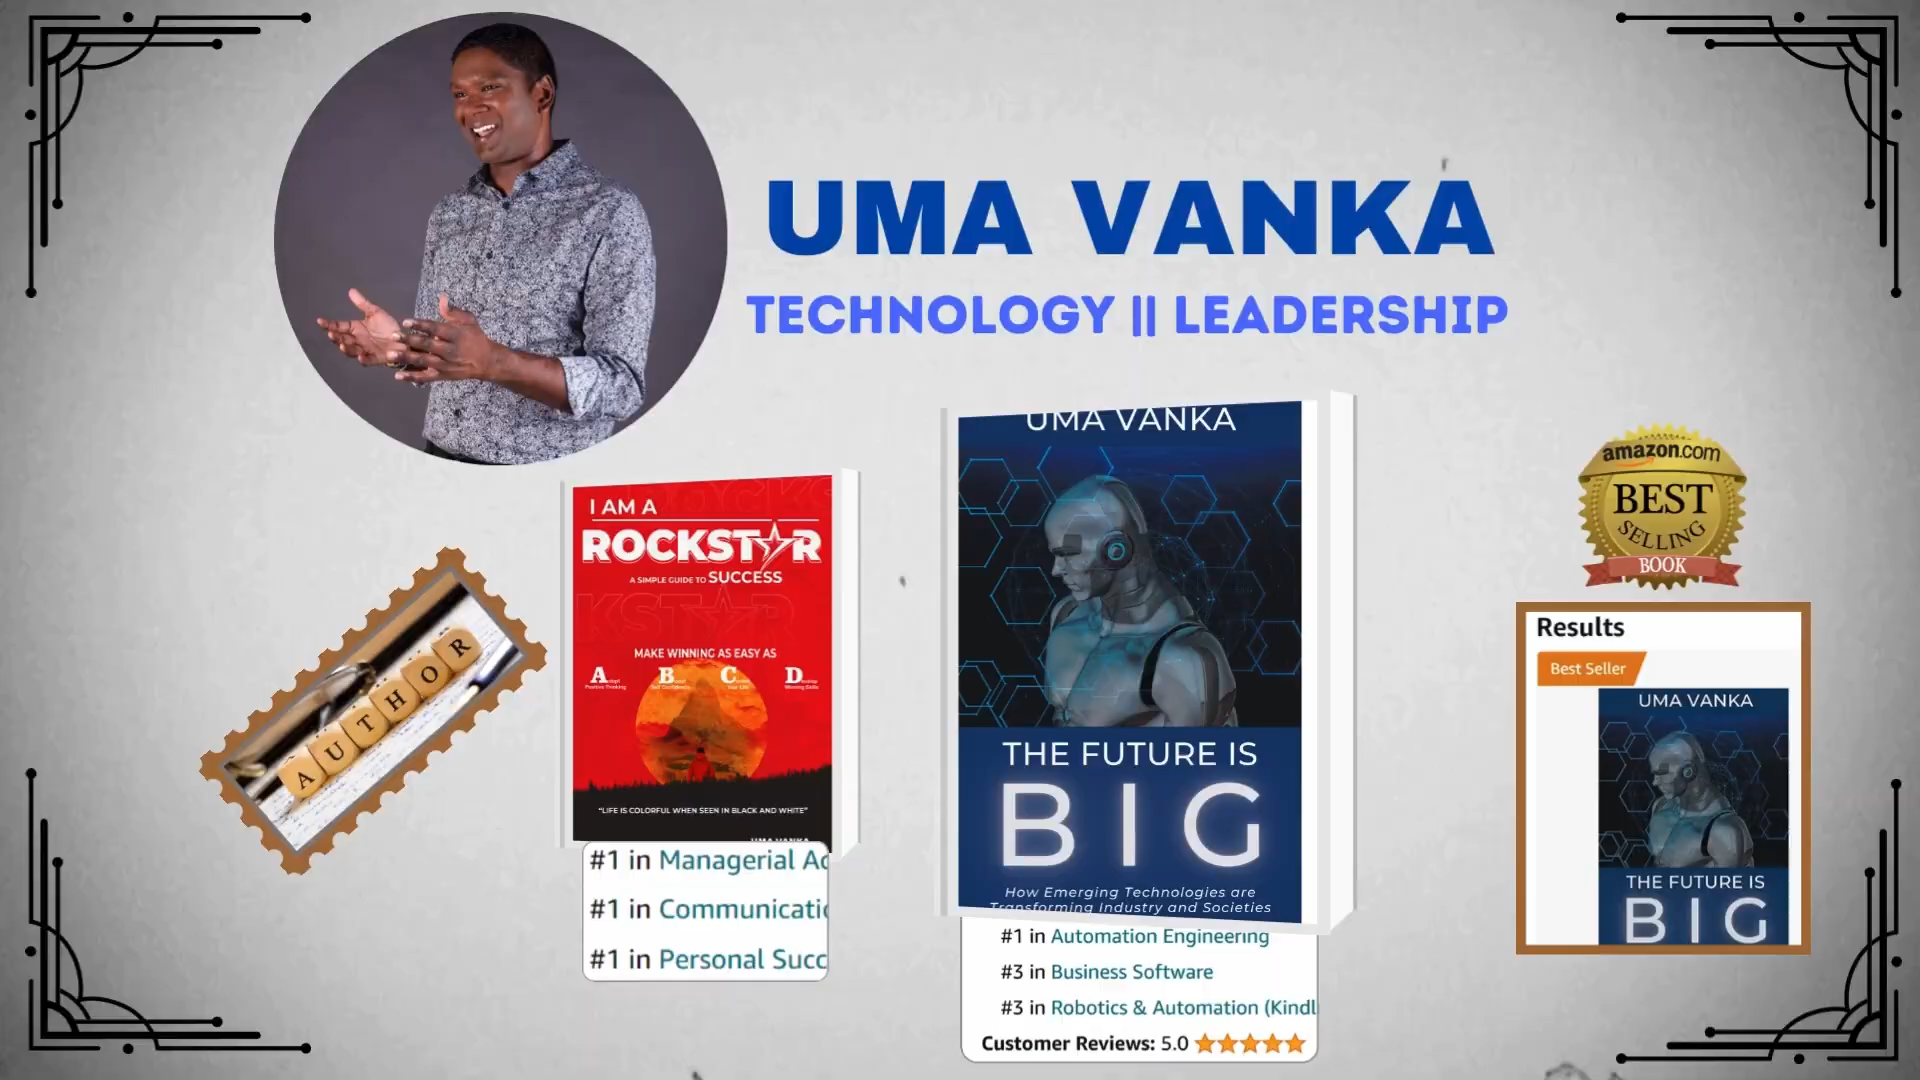 UMA VANKA
TECHNOLOGY || LEADERSHIP
AUTHOR
I AM A
ROCKSTAR
A SIMPLE GUIDE TO SUCCESS
MAKE WINNING AS EASY AS
A B C D
"LIFE IS COLORFUL WHEN SEEN IN BLACK AND WHITE"
UMA VANKA
#1 in Managerial Ac
#1 in Communicatio
#1 in Personal Succ
UMA VANKA
THE FUTURE IS
BIG
How Emerging Technologies are
Transforming Industry and Societies
#1 in Automation Engineering
#3 in Business Software
#3 in Robotics & Automation (Kindl
Customer Reviews: 5.0
amazon.com
BEST
SELLING
BOOK
Results
Best Seller
UMA VANKA
THE FUTURE IS
BIG